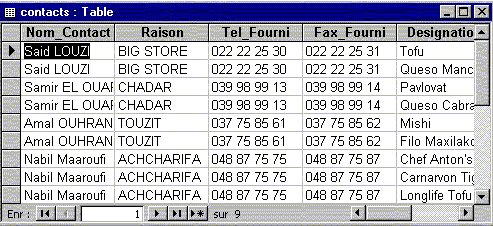 contacts : Table
Nom_Contact Raison Tel_Fourni Fax_Fourni Designatio
Said LOUZI BIG STORE 022 22 25 30 022 22 25 31 Tofu
Said LOUZI BIG STORE 022 22 25 30 022 22 25 31 Queso Manc
Samir EL OUAF CHADAR 039 98 99 13 039 98 99 14 Pavlovat
Samir EL OUAF CHADAR 039 98 99 13 039 98 99 14 Queso Cabra
Amal OUHRAN TOUZIT 037 75 85 61 037 75 85 62 Mishi
Amal OUHRAN TOUZIT 037 75 85 61 037 75 85 62 Filo Maxilako
Nabil Maaroufi ACHCHARIFA 048 87 75 75 048 87 75 87 Chef Anton's
Nabil Maaroufi ACHCHARIFA 048 87 75 75 048 87 75 87 Carnarvon Tig
Nabil Maaroufi ACHCHARIFA 048 87 75 75 048 87 75 87 Longlife Tofu
Enr : 1 sur 9